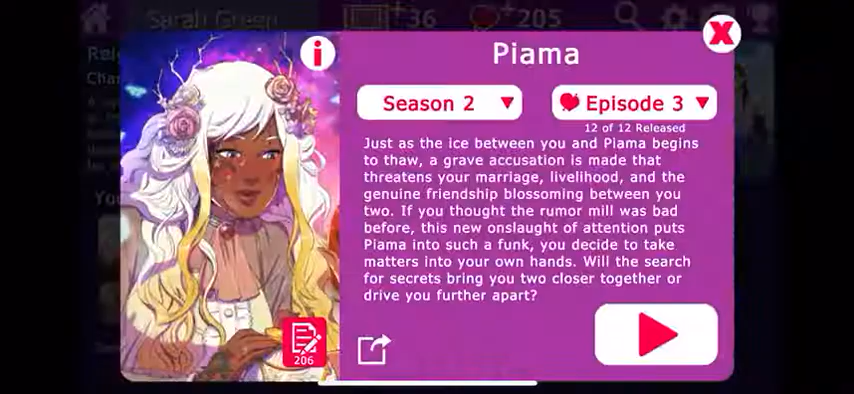 Sarah Green
36
205
i
X
Piama
Season 2
Episode 3
12 of 12 Released
Just as the ice between you and Piama begins
to thaw, a grave accusation is made that
threatens your marriage, livelihood, and the
genuine friendship blossoming between you
two. If you thought the rumor mill was bad
before, this new onslaught of attention puts
Piama into such a funk, you decide to take
matters into your own hands. Will the search
for secrets bring you two closer together or
drive you further apart?
206